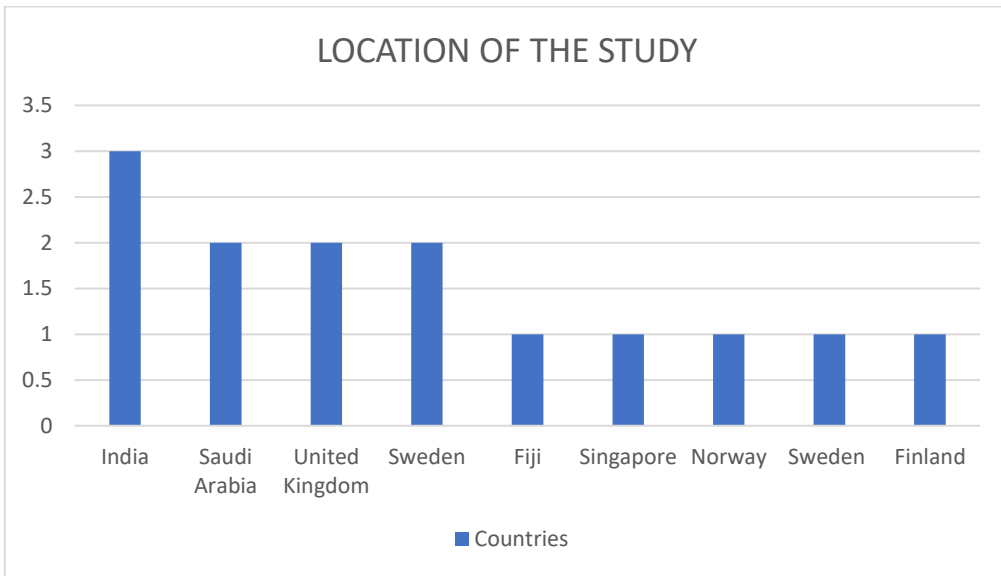 LOCATION OF THE STUDY
3.5
3
2.5
2
1.5
1
0.5
0
India Saudi United Sweden Fiji Singapore Norway Sweden Finland
Arabia Kingdom
Countries